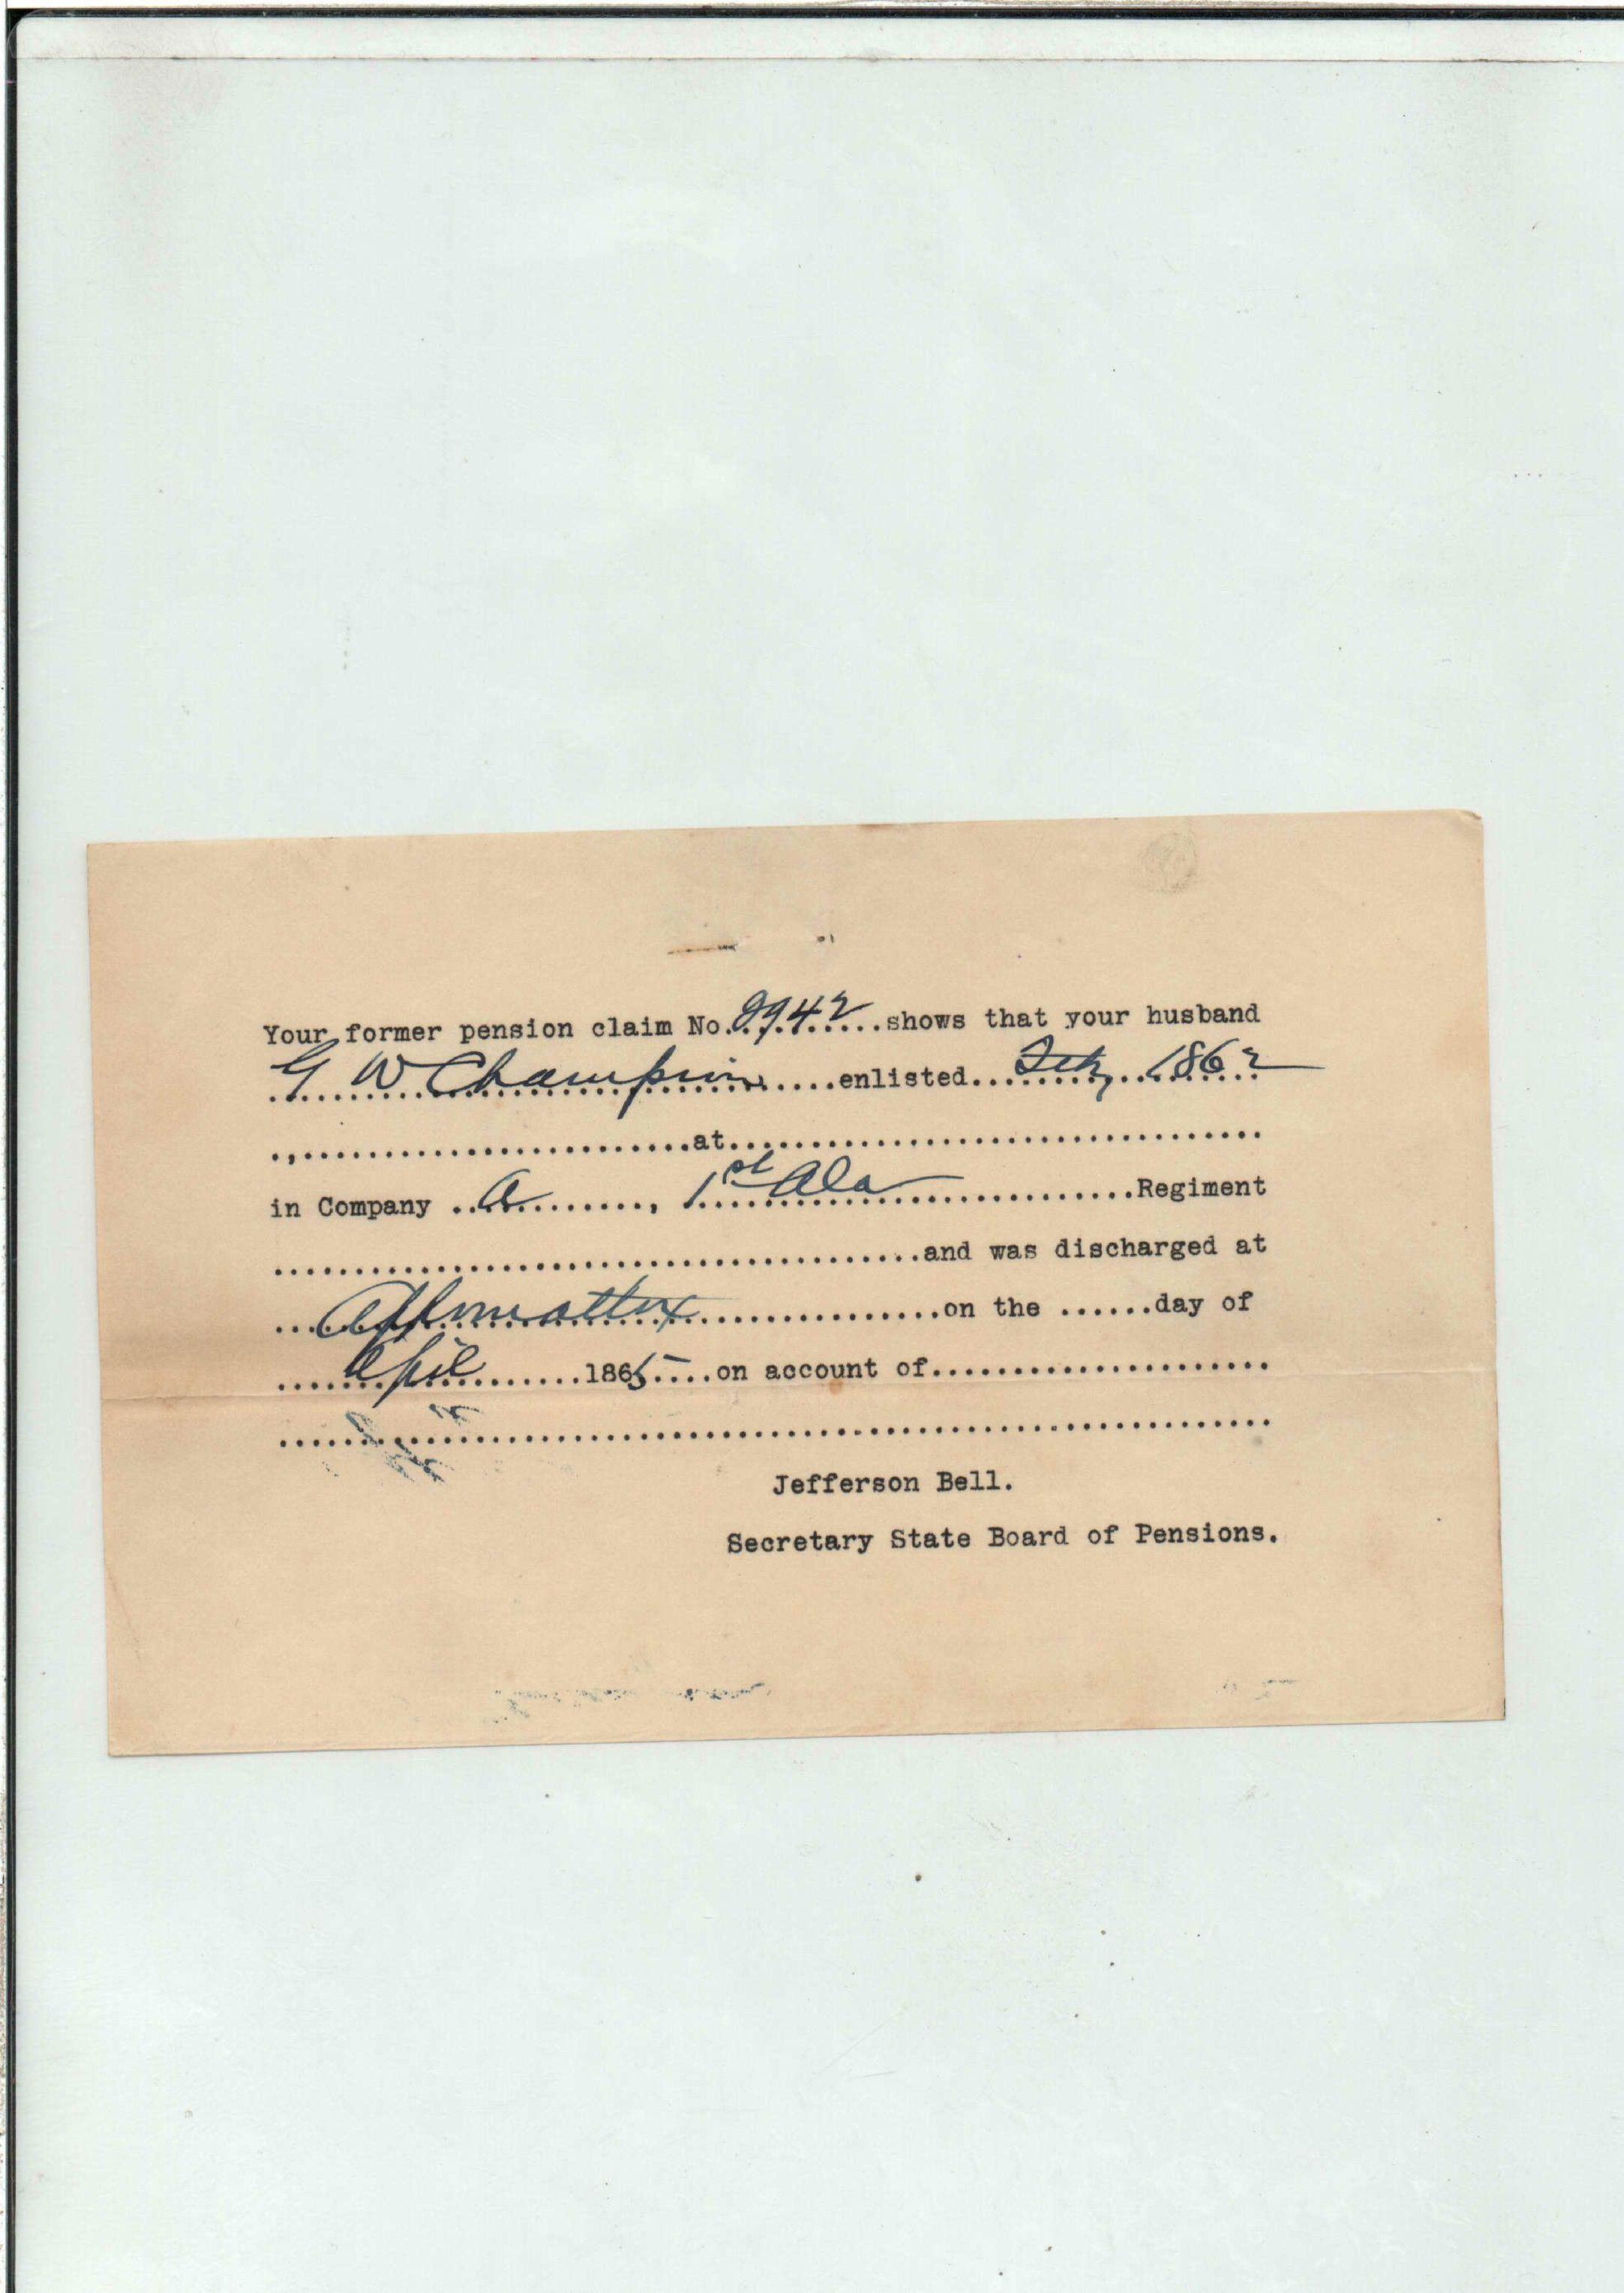 Your former pension claim No. 8942 shows that your husband
G W Champion enlisted Feby 1862
at
in Company A, 1st Ala Regiment
and was discharged at
Appomattox on the day of
April 1865 on account of
Jefferson Bell.
Secretary State Board of Pensions.